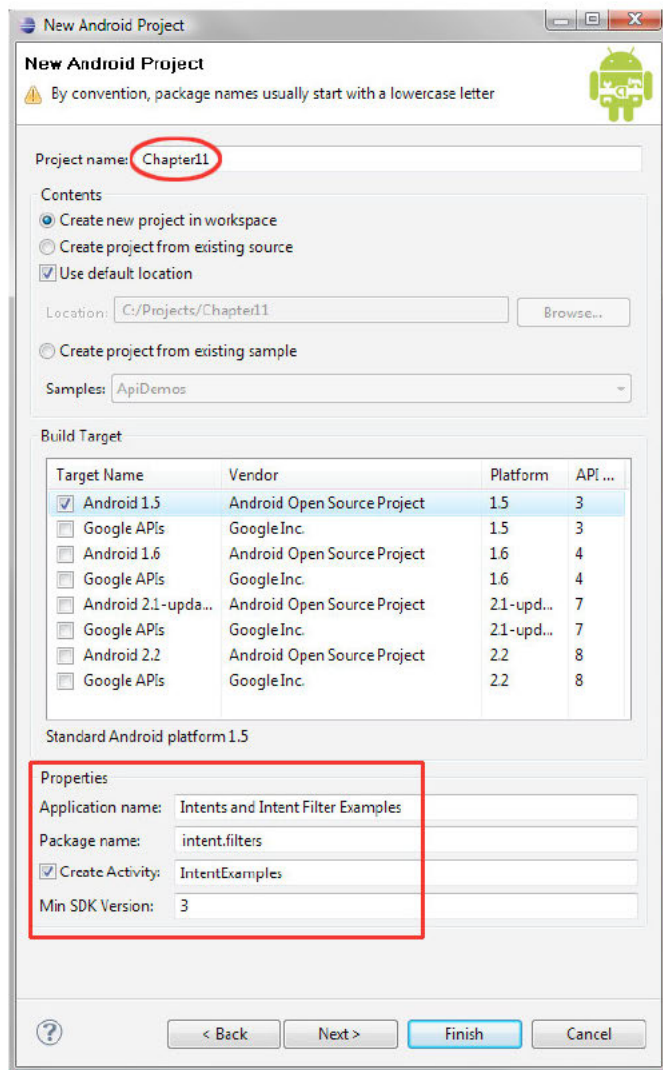 New Android Project
New Android Project
By convention, package names usually start with a lowercase letter
Project name: Chapter11
Contents
Create new project in workspace
Create project from existing source
Use default location
Location: C:/Projects/Chapter11 Browse...
Create project from existing sample
Samples: ApiDemos
Build Target
Target Name Vendor Platform API ...
Android 1.5 Android Open Source Project 1.5 3
Google APIs Google Inc. 1.5 3
Android 1.6 Android Open Source Project 1.6 4
Google APIs Google Inc. 1.6 4
Android 2.1-upda... Android Open Source Project 2.1-upd... 7
Google APIs Google Inc. 2.1-upd... 7
Android 2.2 Android Open Source Project 2.2 8
Google APIs Google Inc. 2.2 8
Standard Android platform 1.5
Properties
Application name: Intents and Intent Filter Examples
Package name: intent.filters
Create Activity: IntentExamples
Min SDK Version: 3
? < Back Next > Finish Cancel